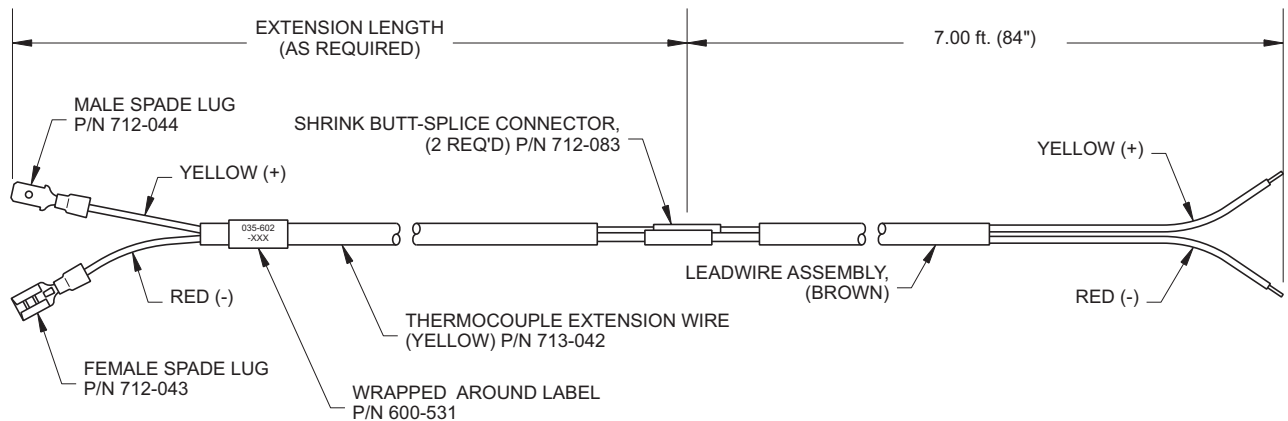 EXTENSION LENGTH
(AS REQUIRED)
7.00 ft. (84")
MALE SPADE LUG
P/N 712-044
SHRINK BUTT-SPLICE CONNECTOR,
(2 REQ'D) P/N 712-083
YELLOW (+)
YELLOW (+)
035-602
-XXX
LEADWIRE ASSEMBLY,
(BROWN)
RED (-)
RED (-)
THERMOCOUPLE EXTENSION WIRE
(YELLOW) P/N 713-042
FEMALE SPADE LUG
P/N 712-043
WRAPPED AROUND LABEL
P/N 600-531